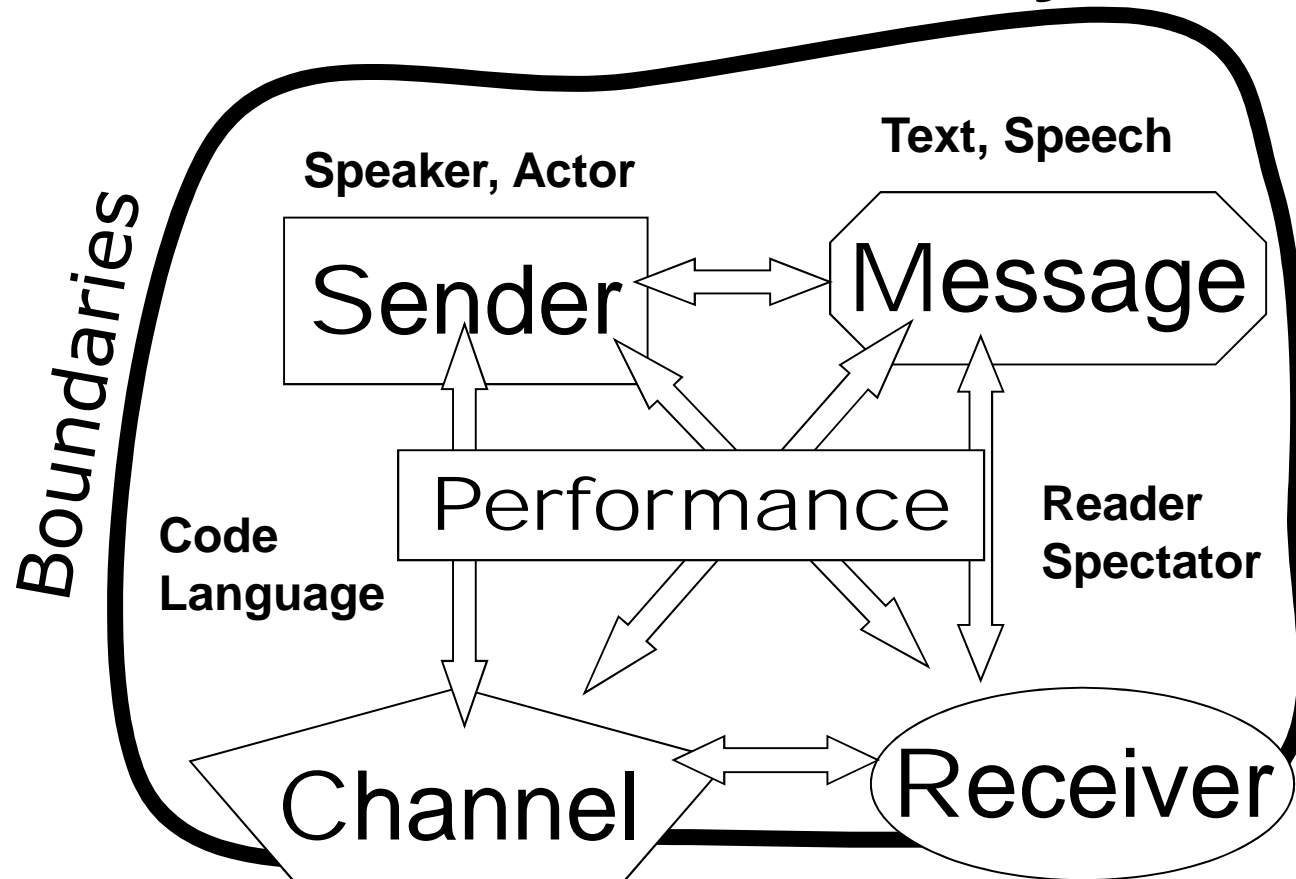 Speaker, Actor
Text, Speech
Boundaries
Sender
Message
Performance
Code
Language
Reader
Spectator
Channel
Receiver